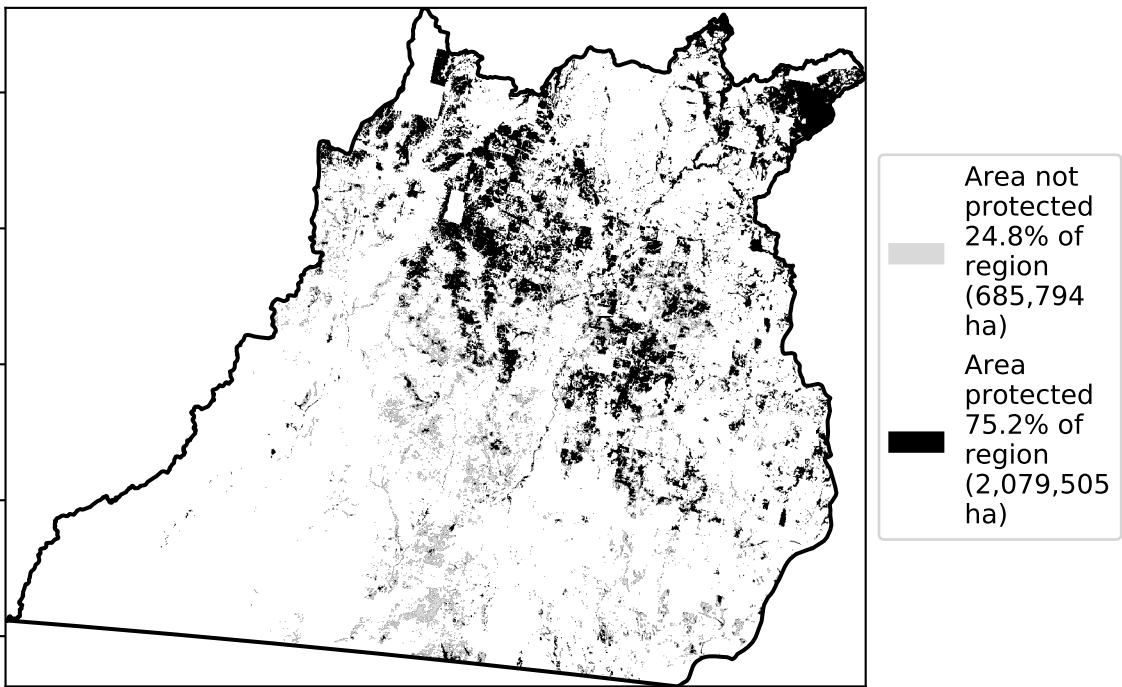 Area not
protected
24.8% of
region
(685,794
ha)
Area
protected
75.2% of
region
(2,079,505
ha)